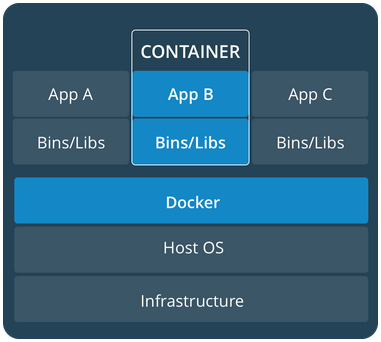 CONTAINER
App A
App B
App C
Bins/Libs
Bins/Libs
Bins/Libs
Docker
Host OS
Infrastructure